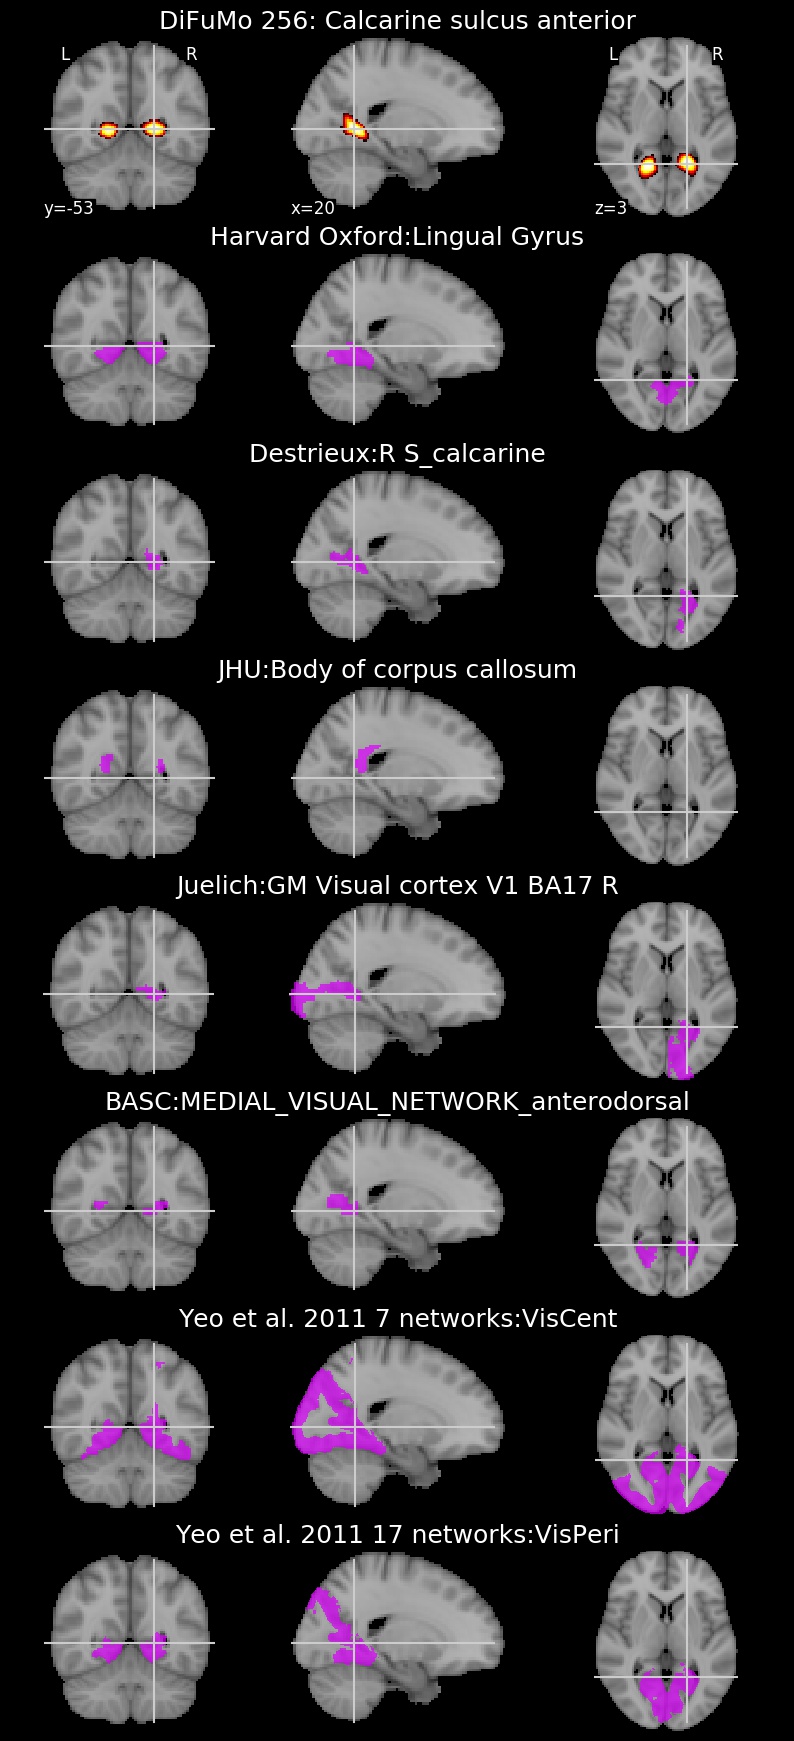 DiFuMo 256: Calcarine sulcus anterior
L R L R
y=-53 x=20 z=3
Harvard Oxford:Lingual Gyrus
Destrieux:R S_calcarine
JHU:Body of corpus callosum
Juelich:GM Visual cortex V1 BA17 R
BASC:MEDIAL_VISUAL_NETWORK_anterodorsal
Yeo et al. 2011 7 networks:VisCent
Yeo et al. 2011 17 networks:VisPeri